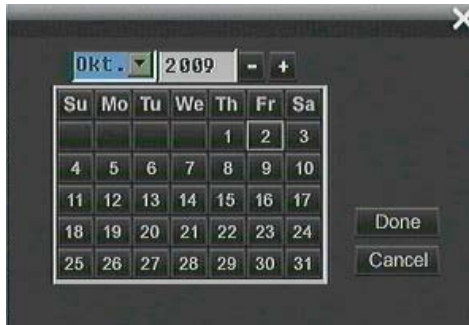 Okt. 2009 - +
Su Mo Tu We Th Fr Sa
1 2 3
4 5 6 7 8 9 10
11 12 13 14 15 16 17
18 19 20 21 22 23 24
25 26 27 28 29 30 31
Done
Cancel